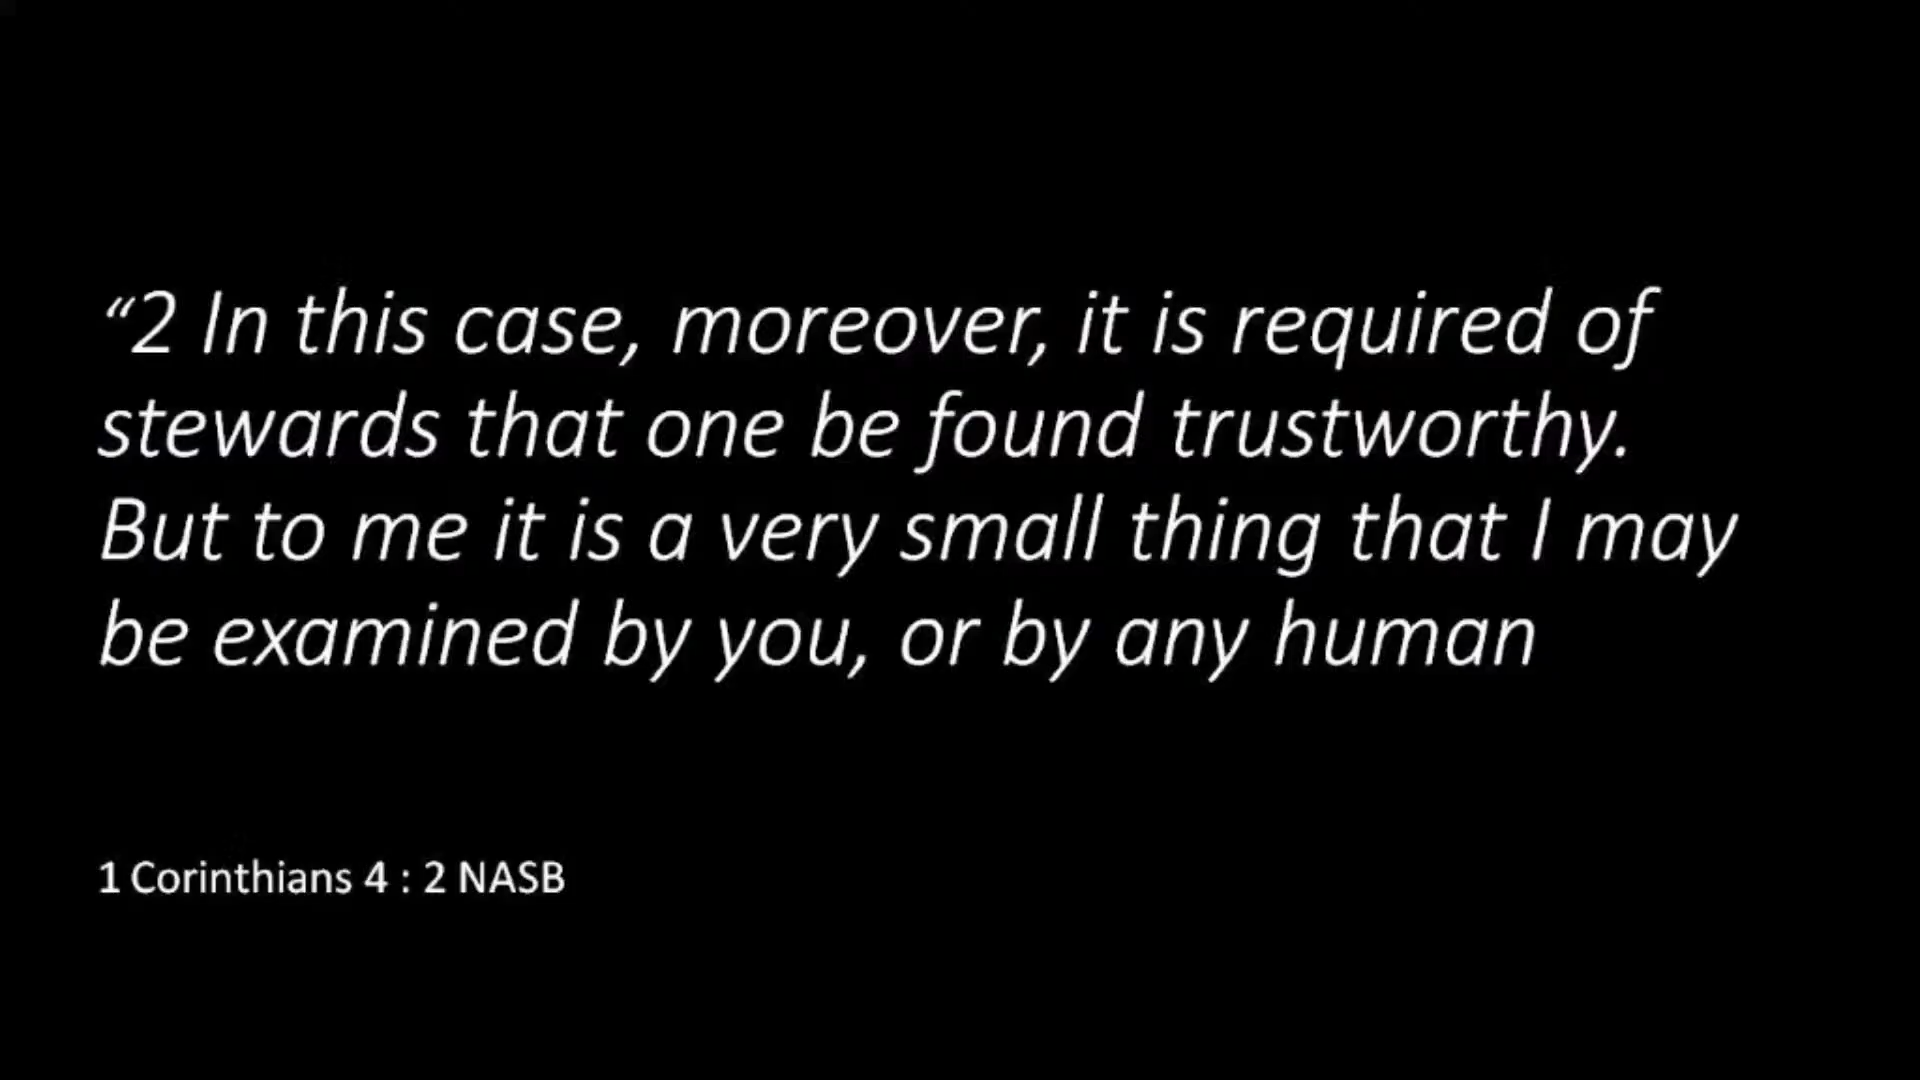 “2 In this case, moreover, it is required of
stewards that one be found trustworthy.
But to me it is a very small thing that I may
be examined by you, or by any human
1 Corinthians 4 : 2 NASB